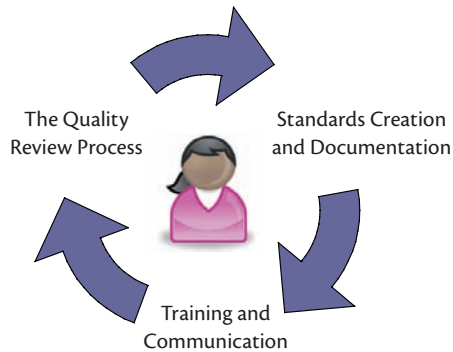 The Quality
Review Process
Standards Creation
and Documentation
Training and
Communication